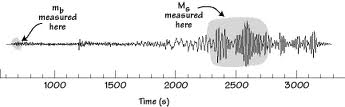 mb
measured
here
Ms
measured
here
1000
1500
2000
2500
3000
Time (s)